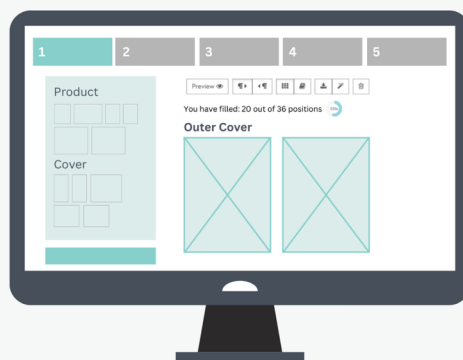 1 2 3 4 5
Product
Preview
You have filled: 20 out of 36 positions
Outer Cover
Cover